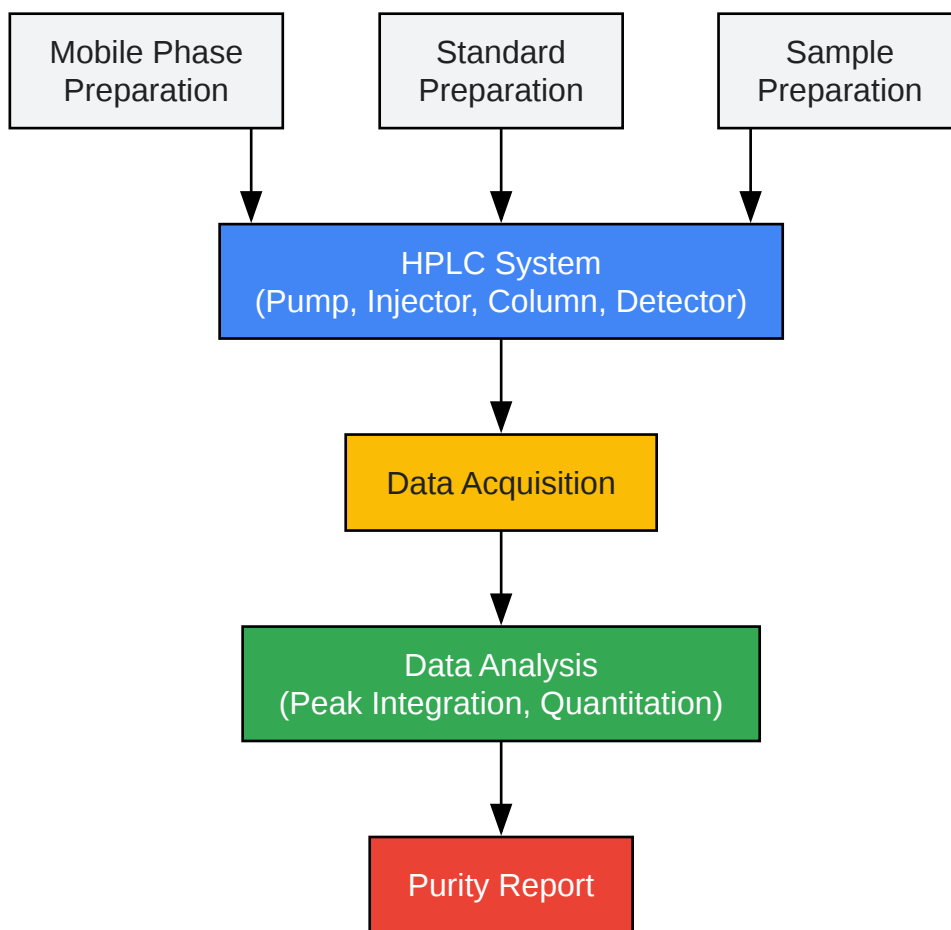 Mobile Phase
Preparation
Standard
Preparation
Sample
Preparation
HPLC System
(Pump, Injector, Column, Detector)
Data Acquisition
Data Analysis
(Peak Integration, Quantitation)
Purity Report